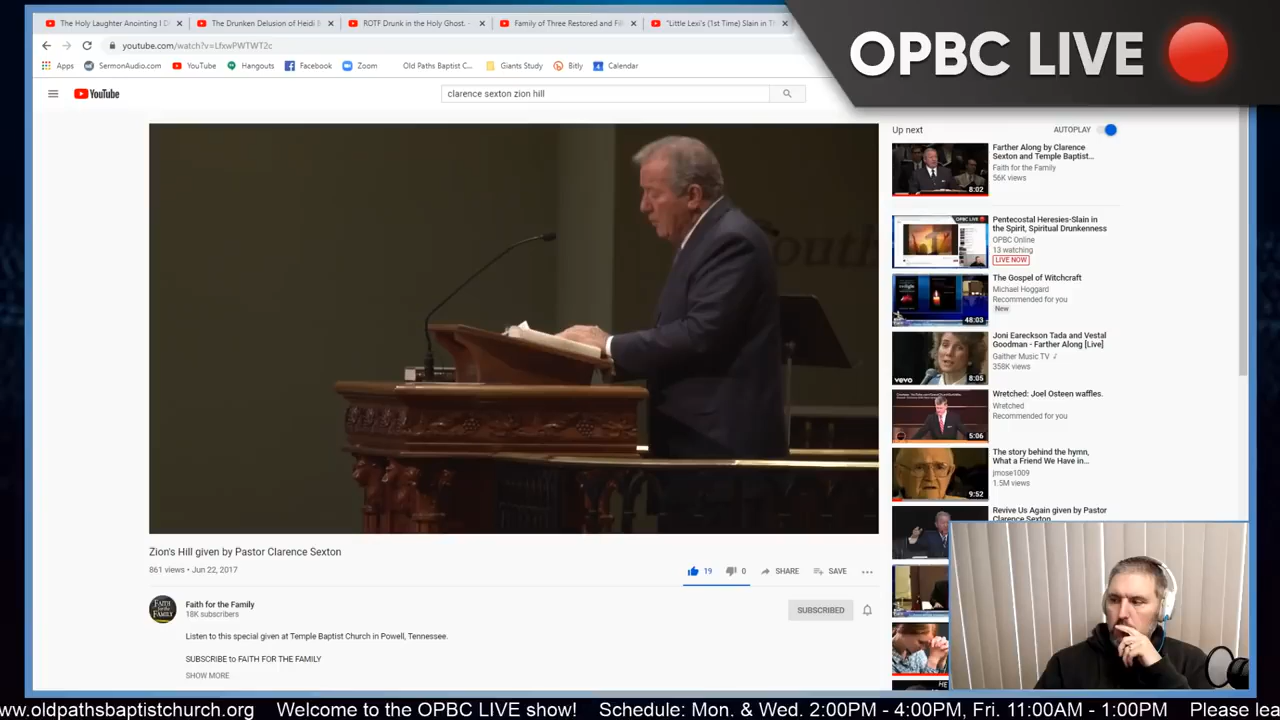 The Holy Laughter Anointing I D
The Drunken Delusion of Heidi B
ROTF Drunk in the Holy Ghost. -
Family of Three Restored and Fil
"Little Lexi's (1st Time) Slain in T
OPBC LIVE
youtube.com/watch?v=LfxwPWTWT2c
Apps
SermonAudio.com
YouTube
Hangouts
Facebook
Zoom
Old Paths Baptist C...
Giants Study
Bitly
Calendar
YouTube
clarence sexton zion hill
Up next
AUTOPLAY
Farther Along by Clarence
Sexton and Temple Baptist...
Faith for the Family
56K views
8:02
Pentecostal Heresies-Slain in
the Spirit, Spiritual Drunkenness
OPBC Online
13 watching
LIVE NOW
OPBC LIVE
The Gospel of Witchcraft
Michael Hoggard
Recommended for you
New
48:03
Joni Eareckson Tada and Vestal
Goodman - Farther Along [Live]
Gaither Music TV
358K views
vevo
8:05
Wretched: Joel Osteen waffles.
Wretched
Recommended for you
5:06
The story behind the hymn,
What a Friend We Have in...
jmose1009
1.5M views
9:52
Revive Us Again given by Pastor
Clarence Sexton
Zion's Hill given by Pastor Clarence Sexton
861 views • Jun 22, 2017
19
0
SHARE
SAVE
FAITH for the FAMILY
Faith for the Family
18K subscribers
SUBSCRIBED
Listen to this special given at Temple Baptist Church in Powell, Tennessee.
SUBSCRIBE to FAITH FOR THE FAMILY
SHOW MORE
HE
www.oldpathsbaptistchurch.org Welcome to the OPBC LIVE show! Schedule: Mon. & Wed. 2:00PM - 4:00PM, Fri. 11:00AM - 1:00PM Please lea